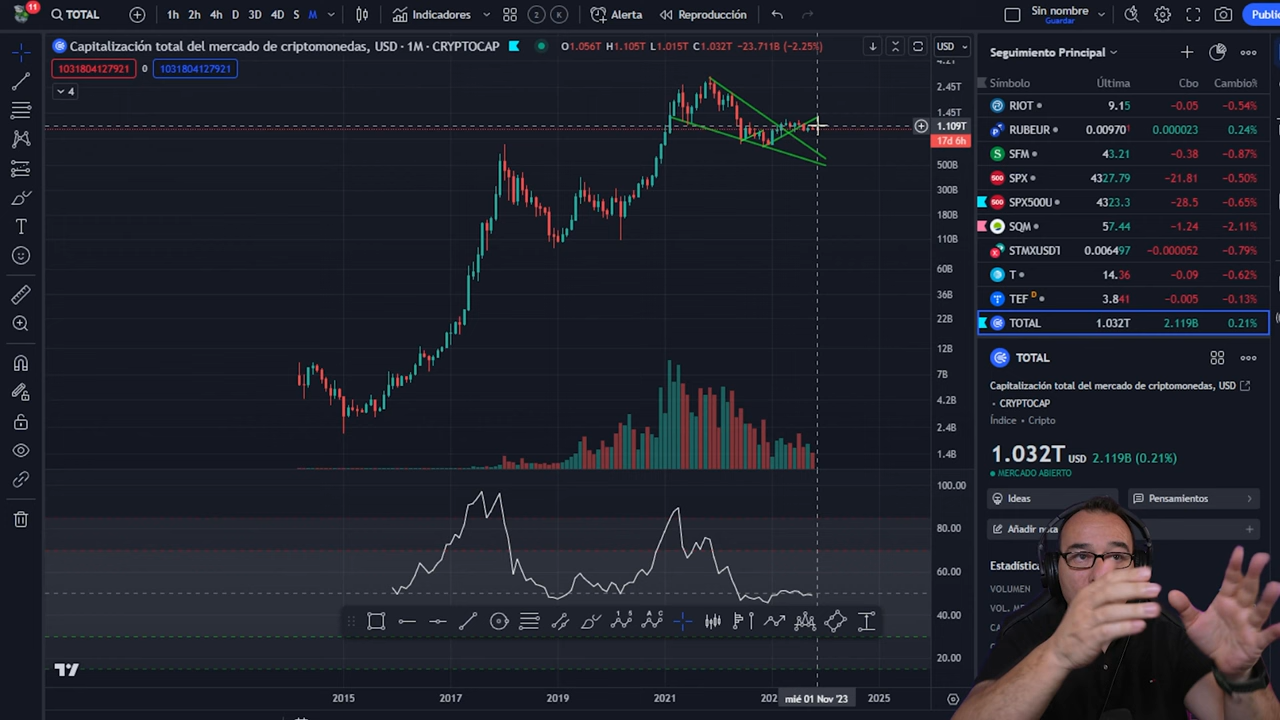 11
TOTAL
1h 2h 4h D 3D 4D S M
Indicadores
2
K
Alerta
Reproducción
Sin nombre
Guardar
Capitalización total del mercado de criptomonedas, USD · 1M · CRYPTOCAP
O1.056T H1.105T L1.015T C1.032T −23.711B (−2.25%)
1031804127921 0 1031804127921
4
USD
2.45T
1.45T
1.109T
17d 6h
500B
300B
180B
110B
60B
36B
22B
12B
7B
4.2B
2.4B
1.4B
100.00
80.00
60.00
40.00
20.00
2015 2017 2019 2021 mié 01 Nov '23 2025
Seguimiento Principal
Símbolo Última Cbo Cambio%
RIOT 9.15 −0.05 −0.54%
RUBEUR 0.00970¹ 0.000023 0.24%
SFM 43.21 −0.38 −0.87%
SPX 4327.79 −21.81 −0.50%
SPX500U 4323.3 −28.5 −0.65%
SQM 57.44 −1.24 −2.11%
STMXUSD1 0.006497 −0.000052 −0.79%
T 14.36 −0.09 −0.62%
TEF D 3.841 −0.005 −0.13%
TOTAL 1.032T 2.119B 0.21%
TOTAL
Capitalización total del mercado de criptomonedas, USD
• CRYPTOCAP
Índice • Cripto
1.032T USD 2.119B (0.21%)
MERCADO ABIERTO
Ideas
Pensamientos
Añadir nota
Estadístic
VOLUMEN